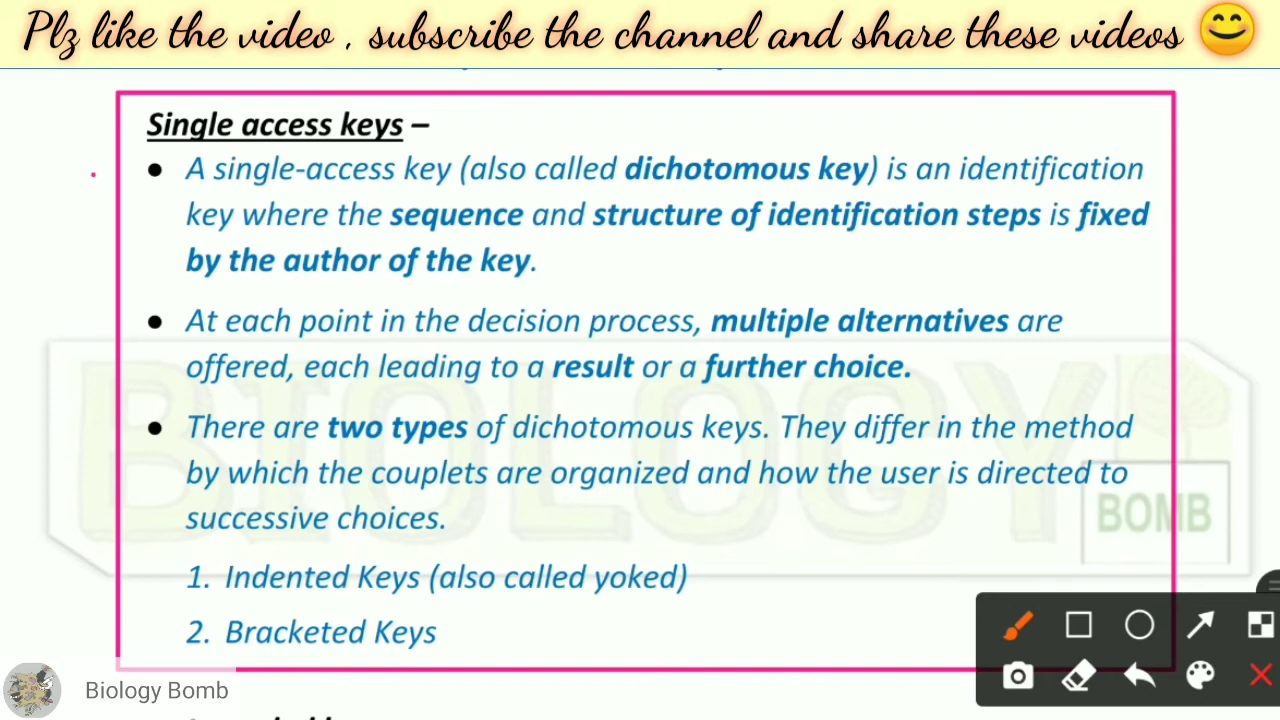 Plz like the video , subscribe the channel and share these videos 😊
Single access keys –
● A single-access key (also called dichotomous key) is an identification
key where the sequence and structure of identification steps is fixed
by the author of the key.
● At each point in the decision process, multiple alternatives are
offered, each leading to a result or a further choice.
● There are two types of dichotomous keys. They differ in the method
by which the couplets are organized and how the user is directed to
successive choices.
1. Indented Keys (also called yoked)
2. Bracketed Keys
BIOLOGY
BOMB
Biology Bomb